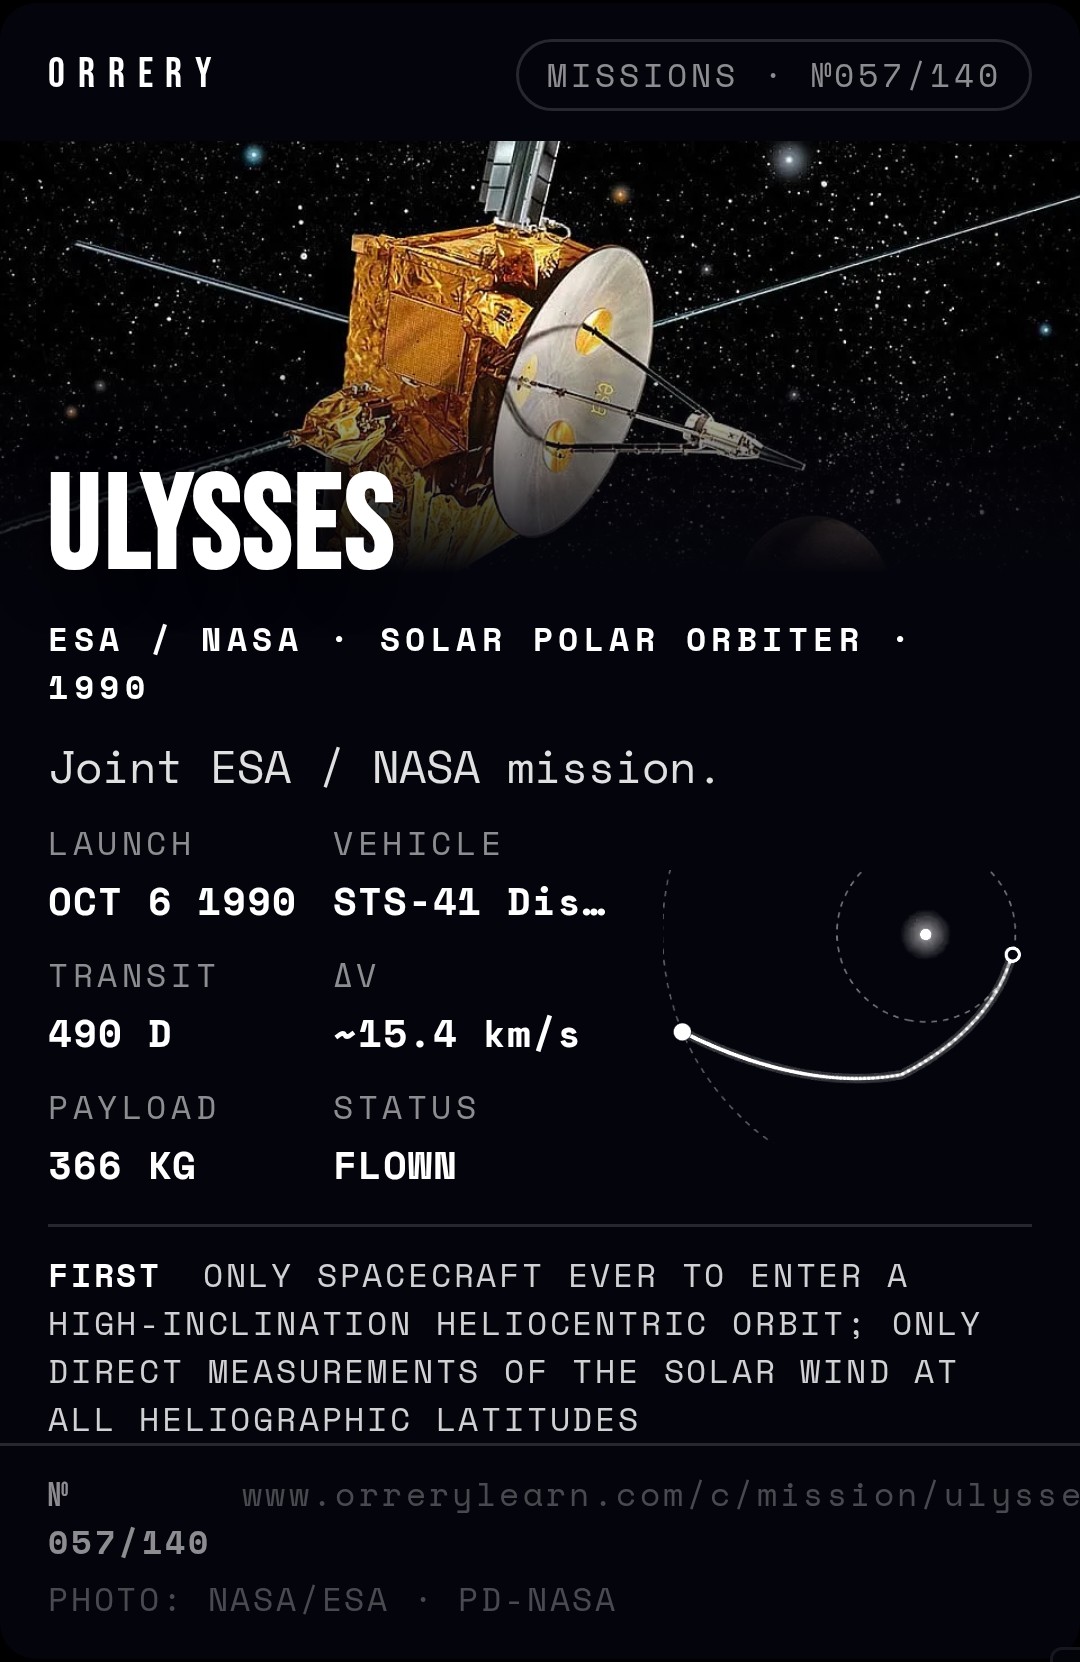 ORRERY
MISSIONS · №057/140
esa
ULYSSES
ESA / NASA · SOLAR POLAR ORBITER ·
1990
Joint ESA / NASA mission.
LAUNCH VEHICLE
OCT 6 1990 STS-41 Dis…
TRANSIT ΔV
490 D ~15.4 km/s
PAYLOAD STATUS
366 KG FLOWN
FIRST ONLY SPACECRAFT EVER TO ENTER A
HIGH-INCLINATION HELIOCENTRIC ORBIT; ONLY
DIRECT MEASUREMENTS OF THE SOLAR WIND AT
ALL HELIOGRAPHIC LATITUDES
№ www.orrerylearn.com/c/mission/ulysse
057/140
PHOTO: NASA/ESA · PD-NASA